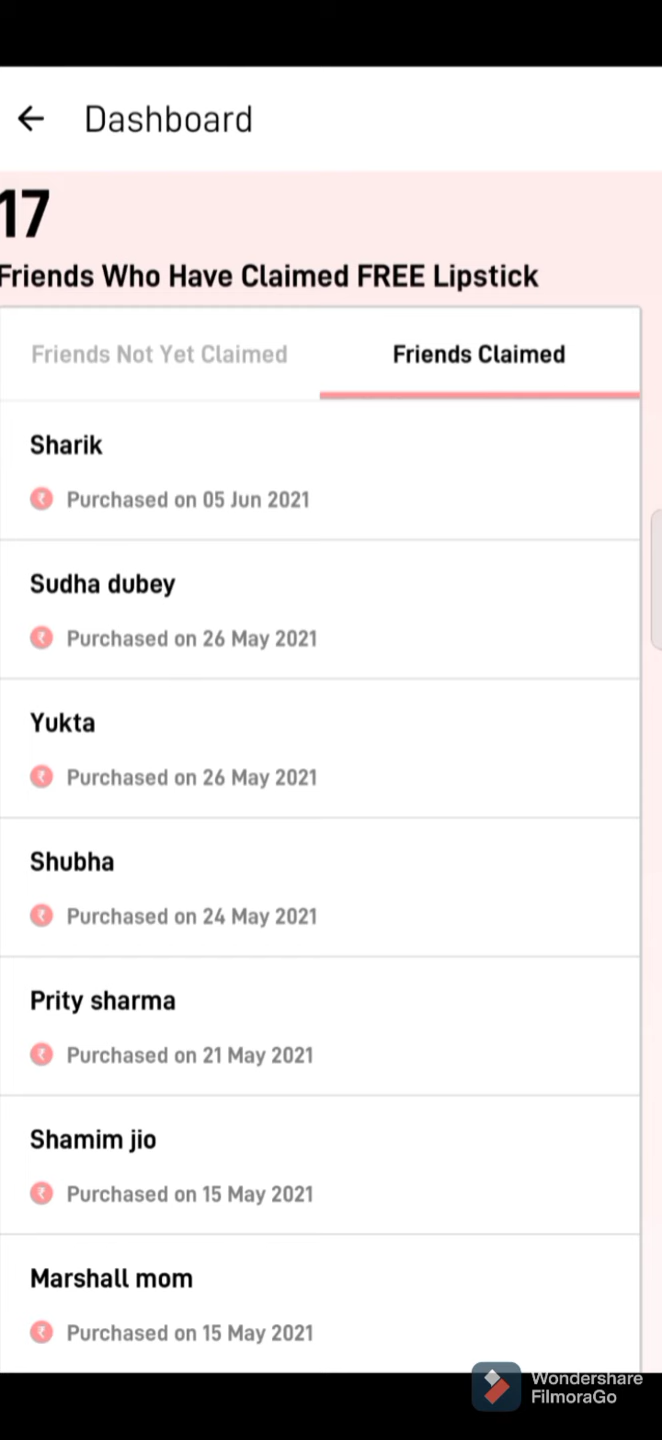 Dashboard
17
Friends Who Have Claimed FREE Lipstick
Friends Not Yet Claimed
Friends Claimed
Sharik
Purchased on 05 Jun 2021
Sudha dubey
Purchased on 26 May 2021
Yukta
Purchased on 26 May 2021
Shubha
Purchased on 24 May 2021
Prity sharma
Purchased on 21 May 2021
Shamim jio
Purchased on 15 May 2021
Marshall mom
Purchased on 15 May 2021
Wondershare
FilmoraGo